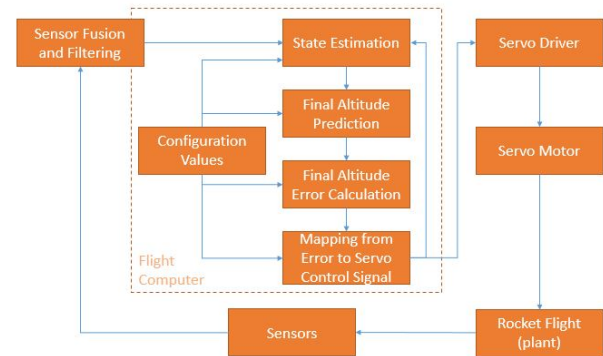 Sensor Fusion
and Filtering
State Estimation
Servo Driver
Final Altitude
Prediction
Configuration
Values
Servo Motor
Final Altitude
Error Calculation
Mapping from
Error to Servo
Control Signal
Flight
Computer
Sensors
Rocket Flight
(plant)